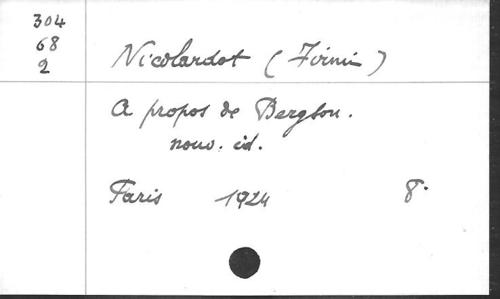 304
68
2
Nicolardot (Firmin)
A propos de Bergson.
nouv. éd.
Paris 1924 8°